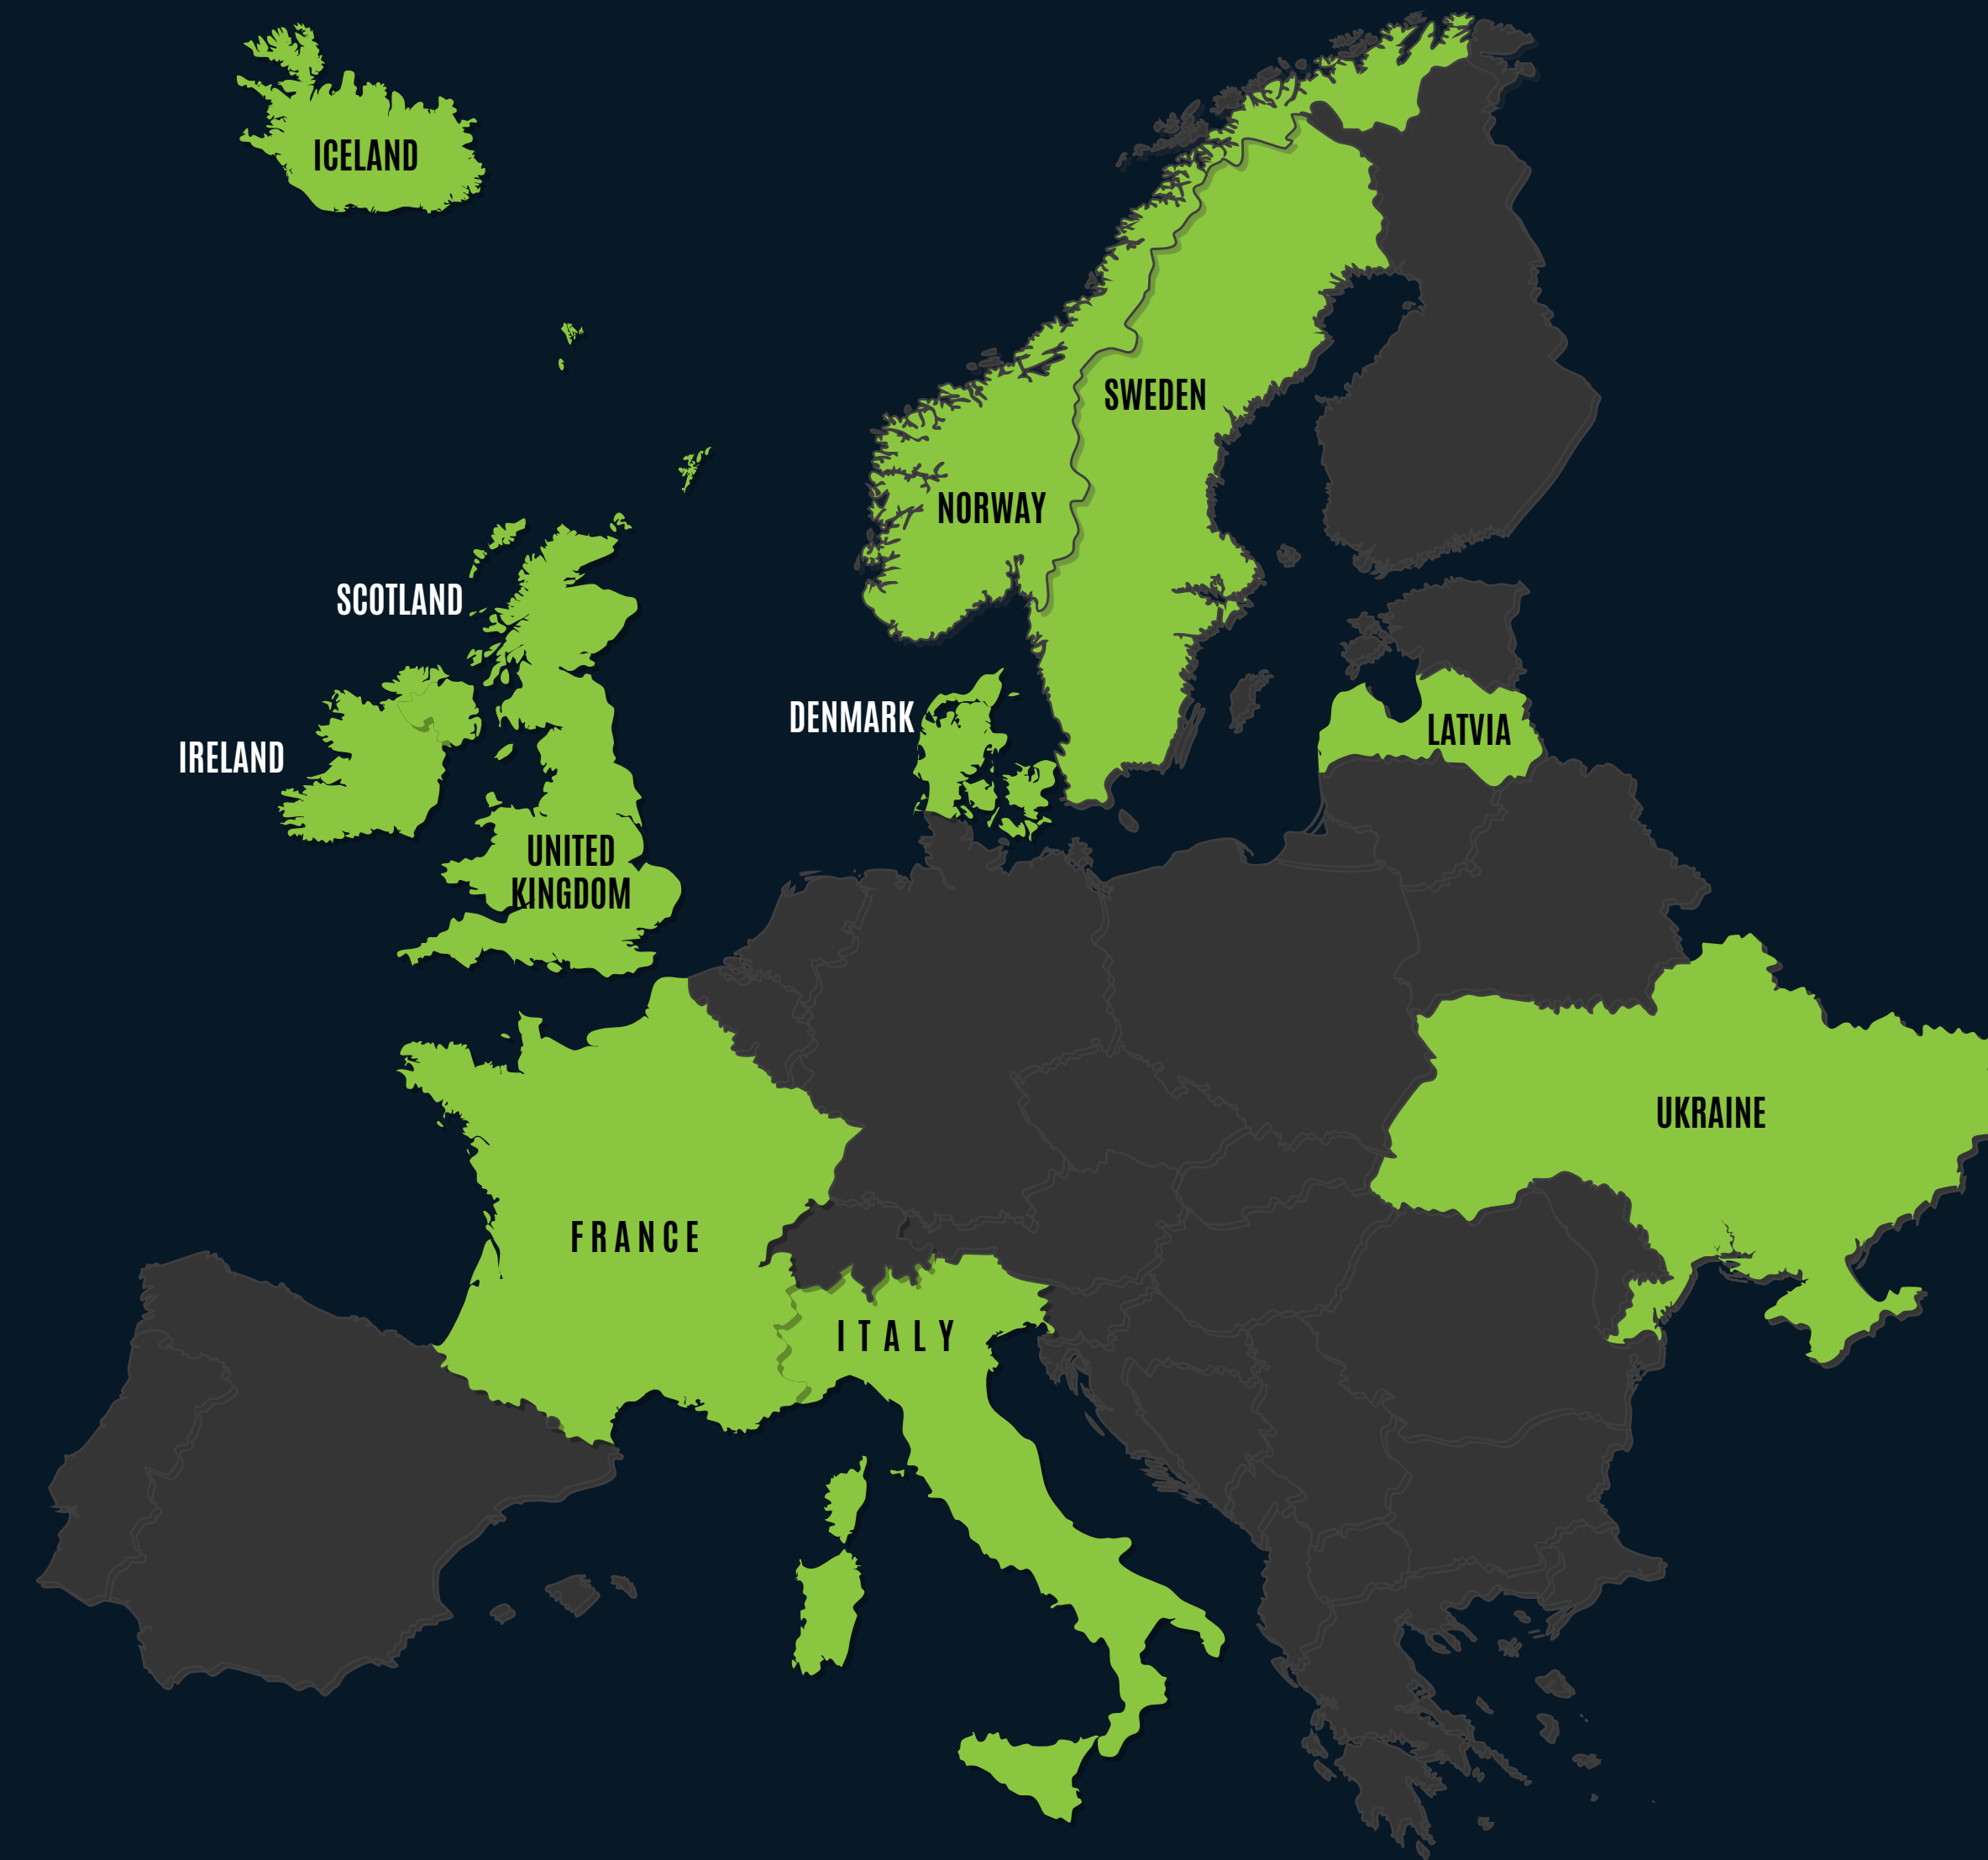 ICELAND
SWEDEN
NORWAY
SCOTLAND
DENMARK
LATVIA
IRELAND
UNITED
KINGDOM
UKRAINE
FRANCE
ITALY